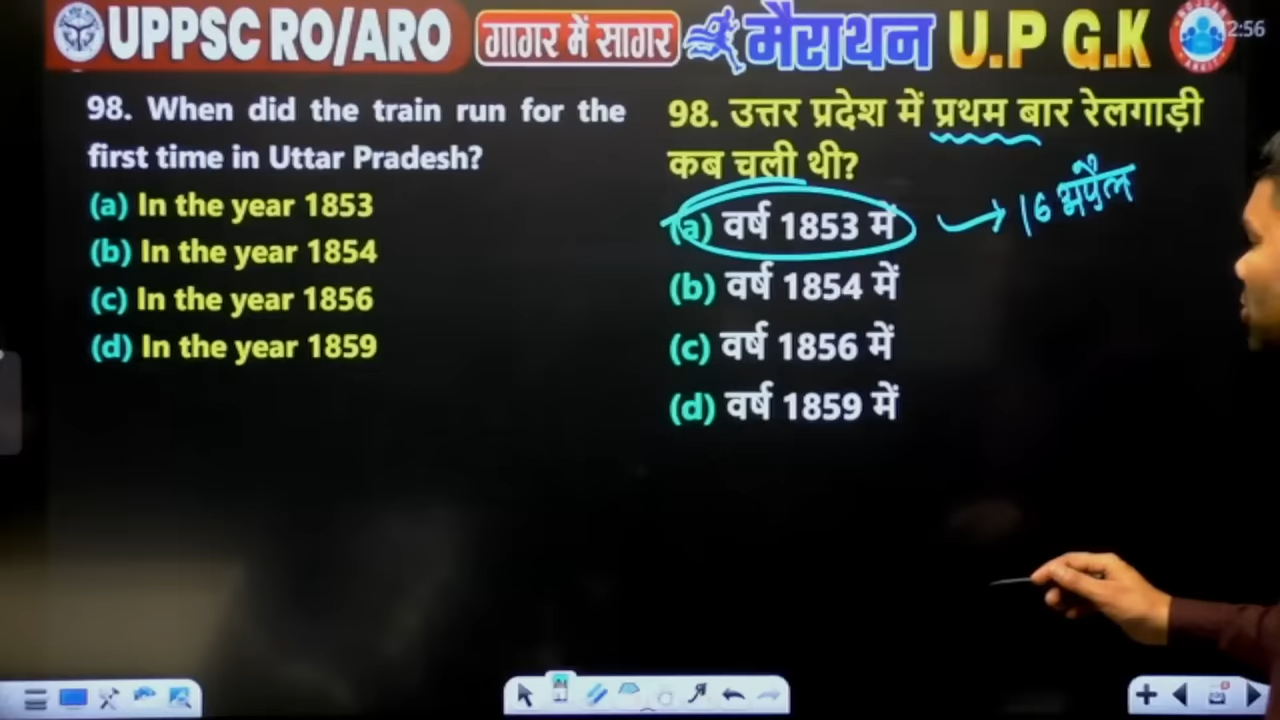 UPPSC RO/ARO गागर में सागर मैराथन U.P G.K
2:56
98. When did the train run for the
first time in Uttar Pradesh?
(a) In the year 1853
(b) In the year 1854
(c) In the year 1856
(d) In the year 1859
98. उत्तर प्रदेश में प्रथम बार रेलगाड़ी
कब चली थी?
(a) वर्ष 1853 में → 16 अप्रैल
(b) वर्ष 1854 में
(c) वर्ष 1856 में
(d) वर्ष 1859 में